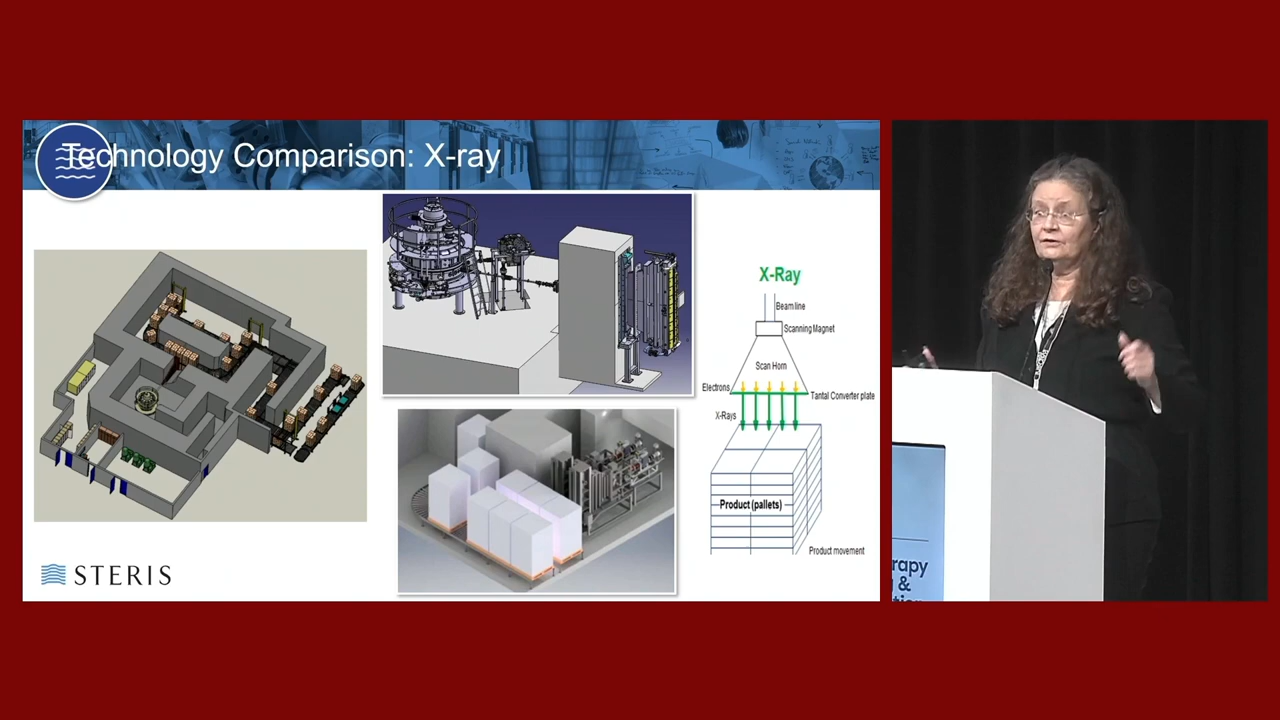 Technology Comparison: X-ray
X-Ray
Beam line
Scanning Magnet
Scan Horn
Electrons
Tantal Converter plate
X-Rays
Product (pallets)
Product movement
STERIS
rapy
&